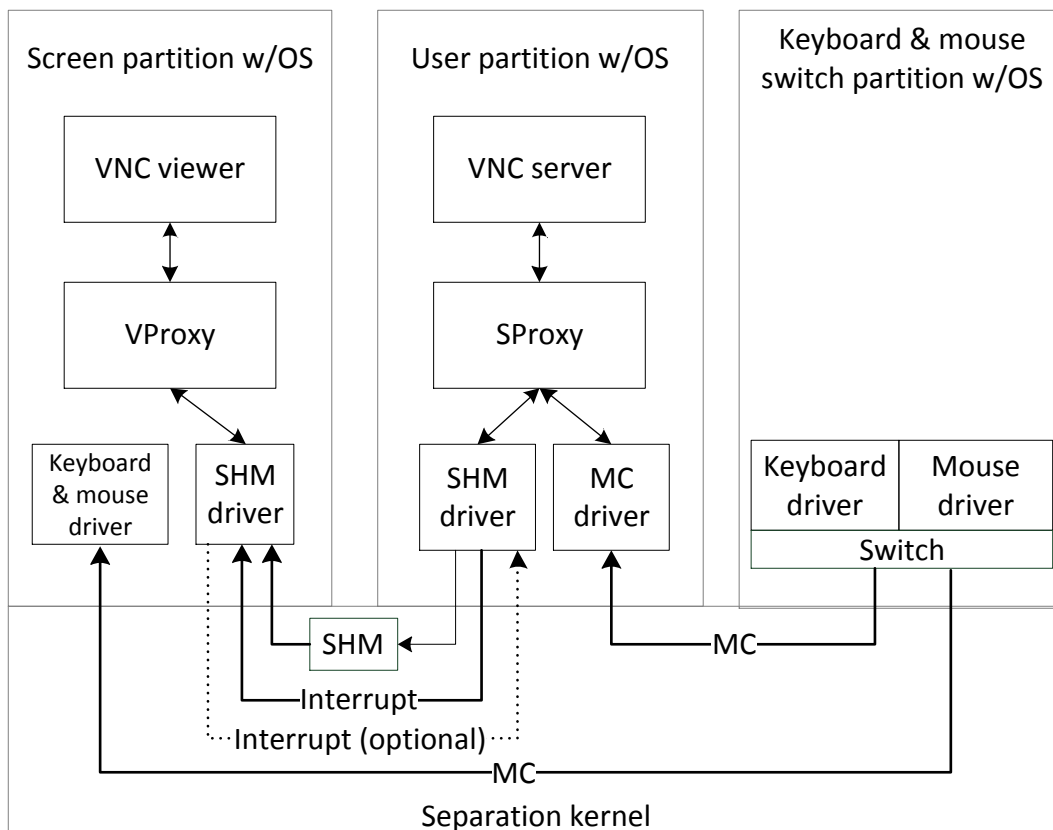 Screen partition w/OS
User partition w/OS
Keyboard & mouse
switch partition w/OS
VNC viewer
VNC server
VProxy
SProxy
Keyboard
& mouse
driver
SHM
driver
SHM
driver
MC
driver
Keyboard
driver
Mouse
driver
Switch
SHM
MC
Interrupt
Interrupt (optional)
MC
Separation kernel